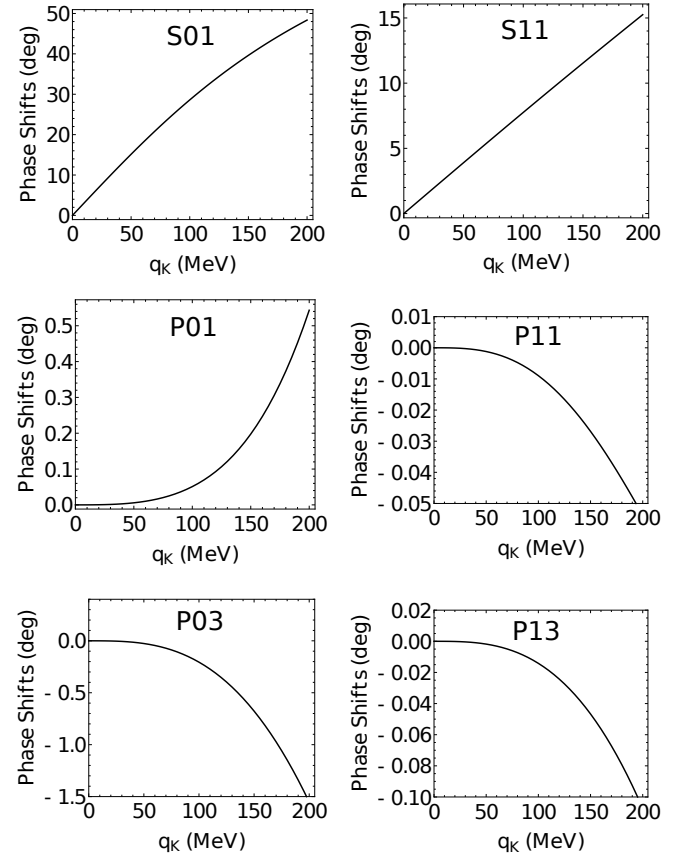 S01
Phase Shifts (deg)
50
40
30
20
10
0
0 50 100 150 200
qK (MeV)
S11
Phase Shifts (deg)
15
10
5
0
0 50 100 150 200
qK (MeV)
P01
Phase Shifts (deg)
0.5
0.4
0.3
0.2
0.1
0.0
0 50 100 150 200
qK (MeV)
P11
Phase Shifts (deg)
0.01
0.00
- 0.01
- 0.02
- 0.03
- 0.04
- 0.05
0 50 100 150 200
qK (MeV)
P03
Phase Shifts (deg)
0.0
- 0.5
- 1.0
- 1.5
0 50 100 150 200
qK (MeV)
P13
Phase Shifts (deg)
0.02
0.00
- 0.02
- 0.04
- 0.06
- 0.08
- 0.10
0 50 100 150 200
qK (MeV)